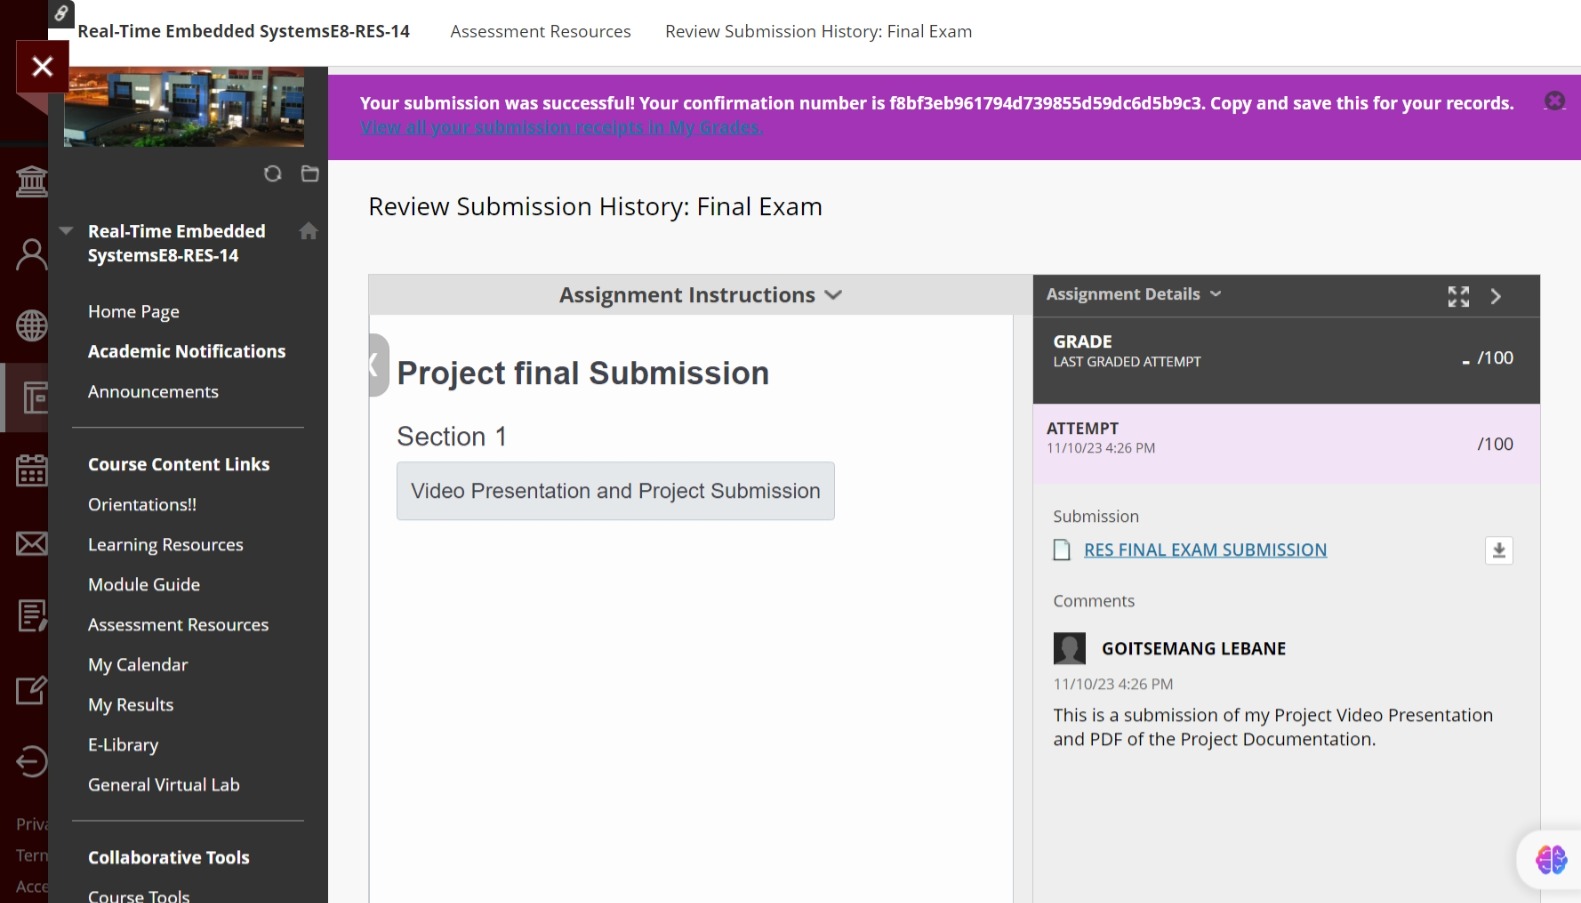 Real-Time Embedded SystemsE8-RES-14
Assessment Resources
Review Submission History: Final Exam
Your submission was successful! Your confirmation number is f8bf3eb961794d739855d59dc6d5b9c3. Copy and save this for your records.
View all your submission receipts in My Grades.
Real-Time Embedded
SystemsE8-RES-14
Home Page
Academic Notifications
Announcements
Course Content Links
Orientations!!
Learning Resources
Module Guide
Assessment Resources
My Calendar
My Results
E-Library
General Virtual Lab
Collaborative Tools
Course Tools
Priva
Tern
Acce
Review Submission History: Final Exam
Assignment Instructions
Project final Submission
Section 1
Video Presentation and Project Submission
Assignment Details
GRADE
LAST GRADED ATTEMPT
- /100
ATTEMPT
11/10/23 4:26 PM
/100
Submission
RES FINAL EXAM SUBMISSION
Comments
GOITSEMANG LEBANE
11/10/23 4:26 PM
This is a submission of my Project Video Presentation
and PDF of the Project Documentation.